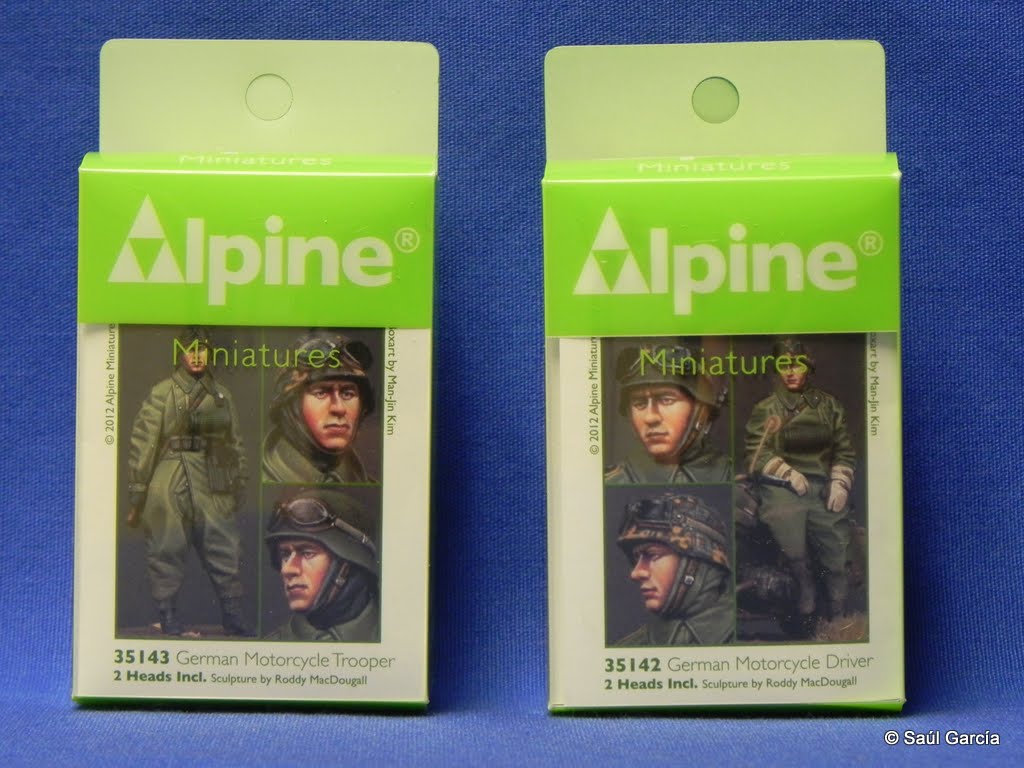 Miniatures
Alpine®
Miniatures
© 2012 Alpine Miniatures
Boxart by Man-Jin Kim
35143 German Motorcycle Trooper
2 Heads Incl. Sculpture by Roddy MacDougall
Miniatures
Alpine®
Miniatures
© 2012 Alpine Miniatures
Boxart by Man-Jin Kim
35142 German Motorcycle Driver
2 Heads Incl. Sculpture by Roddy MacDougall
© Saúl García